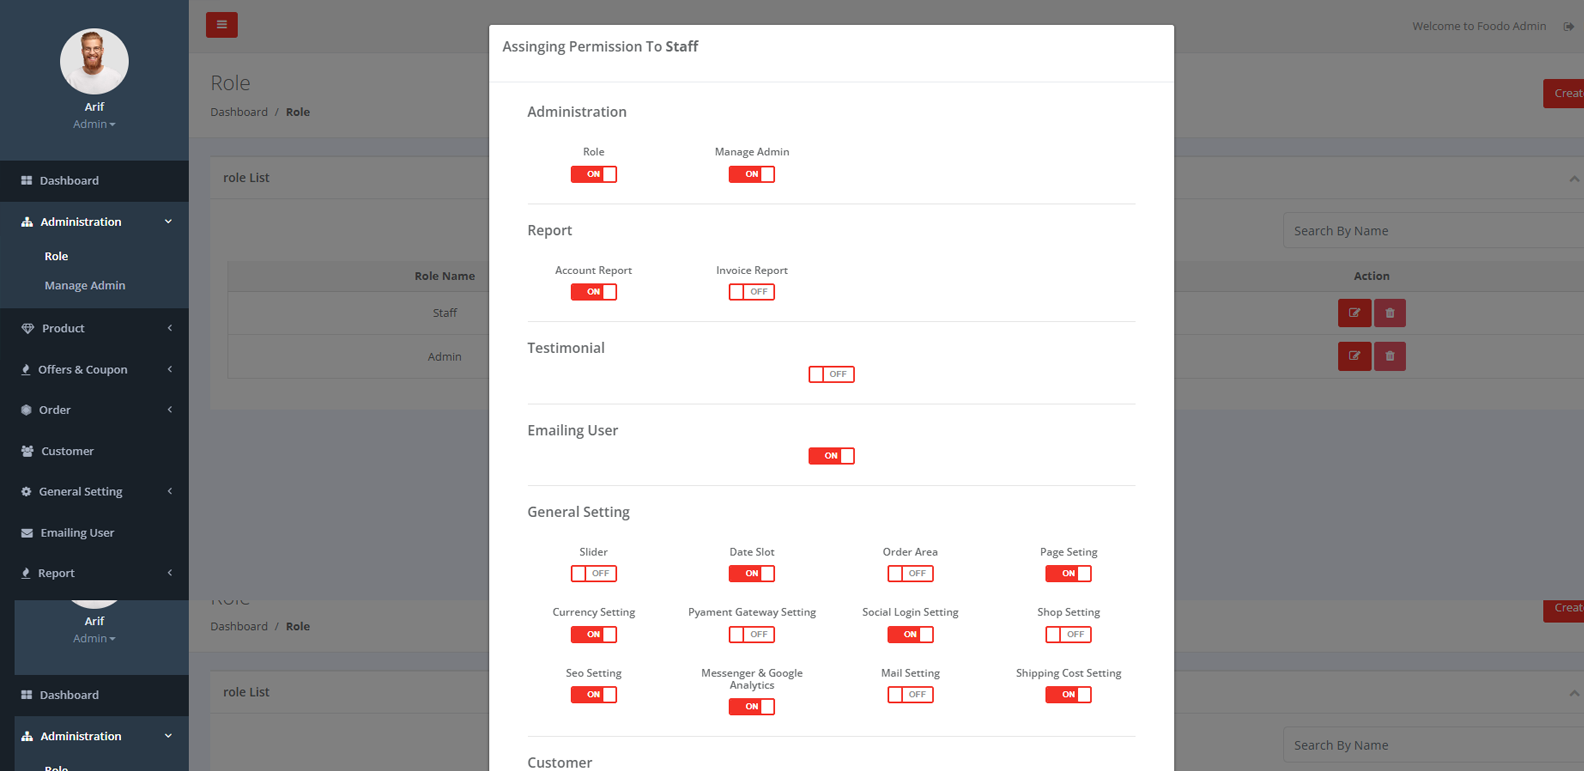 Arif
Admin
Dashboard
Administration
Role
Manage Admin
Product
Offers & Coupon
Order
Customer
General Setting
Emailing User
Report
Arif
Admin
Dashboard
Administration
Role
Welcome to Foodo Admin
Role
Dashboard / Role
Create
role List
Search By Name
Role Name
Action
Staff
Admin
Dashboard / Role
Create
role List
Search By Name
Assinging Permission To Staff
Administration
Role Manage Admin
ON ON
Report
Account Report Invoice Report
ON OFF
Testimonial
OFF
Emailing User
ON
General Setting
Slider Date Slot Order Area Page Seting
OFF ON OFF ON
Currency Setting Pyament Gateway Setting Social Login Setting Shop Setting
ON OFF ON OFF
Seo Setting Messenger & Google Analytics Mail Setting Shipping Cost Setting
ON ON OFF ON
Customer